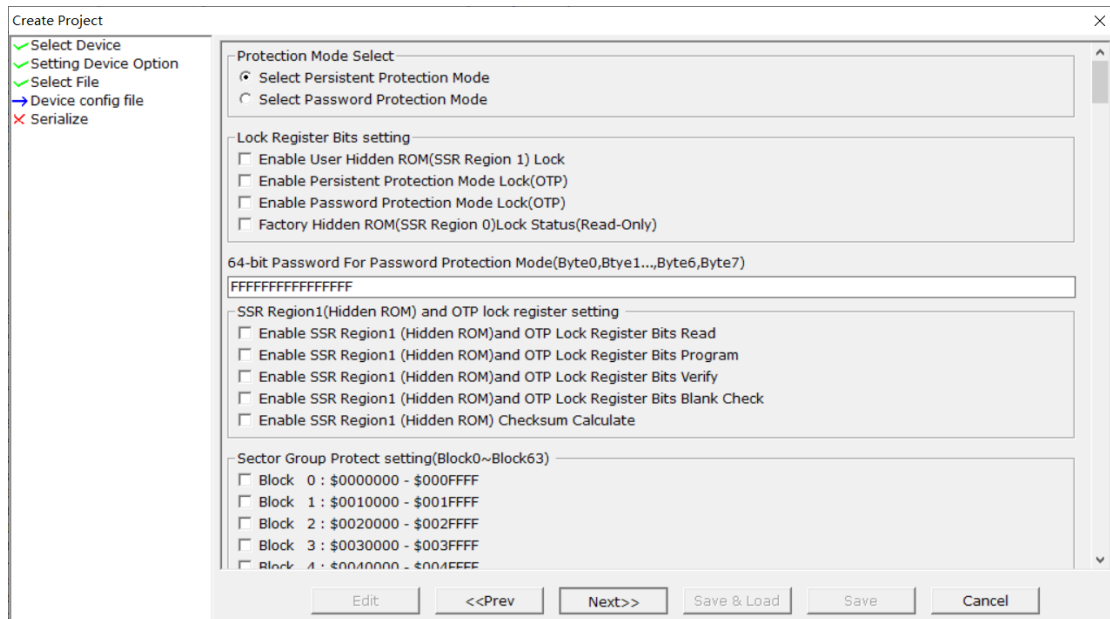 Create Project
Select Device
Setting Device Option
Select File
Device config file
Serialize
Protection Mode Select
Select Persistent Protection Mode
Select Password Protection Mode
Lock Register Bits setting
Enable User Hidden ROM(SSR Region 1) Lock
Enable Persistent Protection Mode Lock(OTP)
Enable Password Protection Mode Lock(OTP)
Factory Hidden ROM(SSR Region 0)Lock Status(Read-Only)
64-bit Password For Password Protection Mode(Byte0,Btye1...,Byte6,Byte7)
FFFFFFFFFFFFFFFF
SSR Region1(Hidden ROM) and OTP lock register setting
Enable SSR Region1 (Hidden ROM)and OTP Lock Register Bits Read
Enable SSR Region1 (Hidden ROM)and OTP Lock Register Bits Program
Enable SSR Region1 (Hidden ROM)and OTP Lock Register Bits Verify
Enable SSR Region1 (Hidden ROM)and OTP Lock Register Bits Blank Check
Enable SSR Region1 (Hidden ROM) Checksum Calculate
Sector Group Protect setting(Block0~Block63)
Block 0 : $0000000 - $000FFFF
Block 1 : $0010000 - $001FFFF
Block 2 : $0020000 - $002FFFF
Block 3 : $0030000 - $003FFFF
Block 4 : $0040000 - $004FFFF
Edit <<Prev Next>> Save & Load Save Cancel